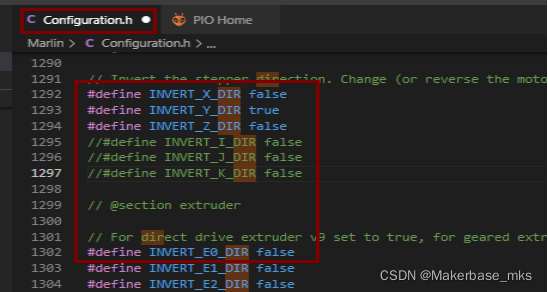 C Configuration.h ● PIO Home
Marlin > C Configuration.h > ...
1290
1291 // Invert the stepper direction. Change (or reverse the moto
1292 #define INVERT_X_DIR false
1293 #define INVERT_Y_DIR true
1294 #define INVERT_Z_DIR false
1295 //#define INVERT_I_DIR false
1296 //#define INVERT_J_DIR false
1297 //#define INVERT_K_DIR false
1298
1299 // @section extruder
1300
1301 // For direct drive extruder v9 set to true, for geared extr
1302 #define INVERT_E0_DIR false
1303 #define INVERT_E1_DIR false
1304 #define INVERT_E2_DIR false
CSDN @Makerbase_mks